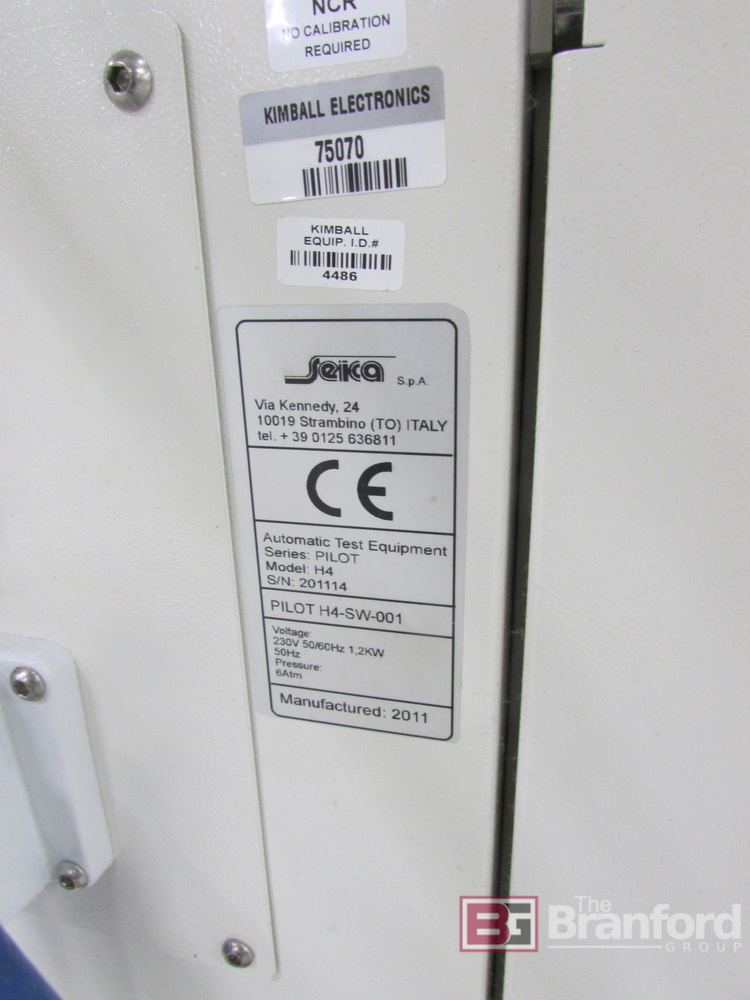 NCR
NO CALIBRATION
REQUIRED
KIMBALL ELECTRONICS
75070
KIMBALL
EQUIP. I.D.#
4486
Seica S.p.A.
Via Kennedy, 24
10019 Strambino (TO) ITALY
tel. + 39 0125 636811
CE
Automatic Test Equipment
Series: PILOT
Model: H4
S/N: 201114
PILOT H4-SW-001
Voltage:
230V 50/60Hz 1,2KW
50Hz
Pressure:
6Atm
Manufactured: 2011
BG The
Branford
GROUP